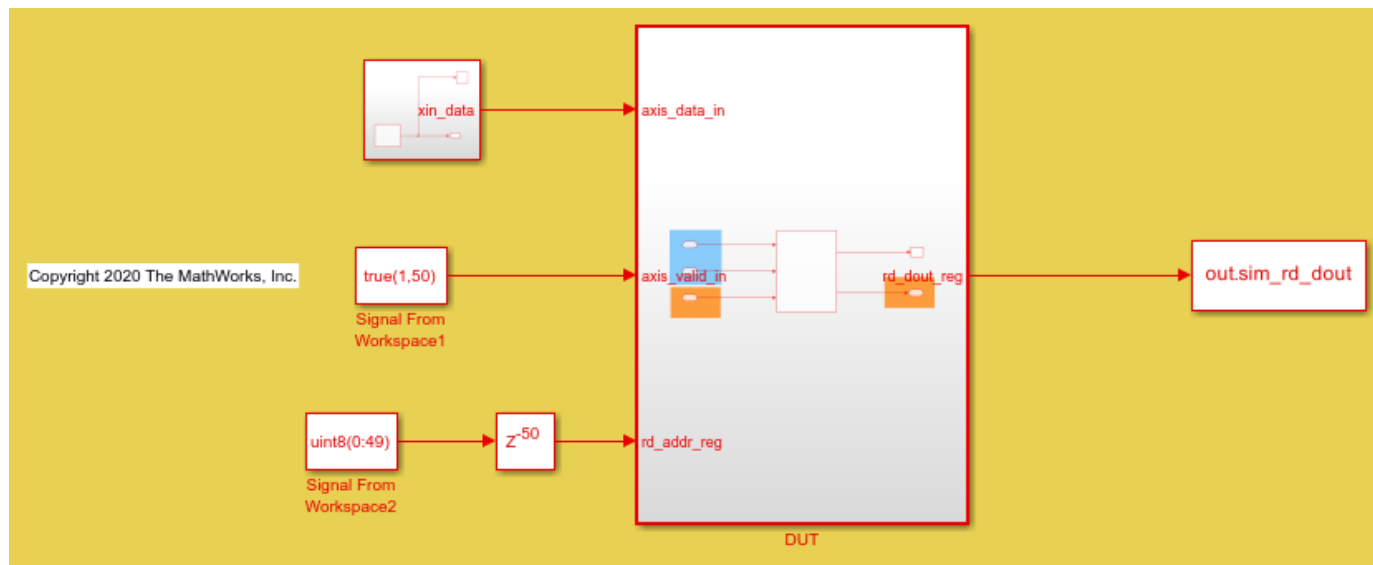 xin_data
axis_data_in
Copyright 2020 The MathWorks, Inc.
true(1,50)
Signal From
Workspace1
axis_valid_in
rd_dout_reg
out.sim_rd_dout
uint8(0:49)
Signal From
Workspace2
Z-50
rd_addr_reg
DUT